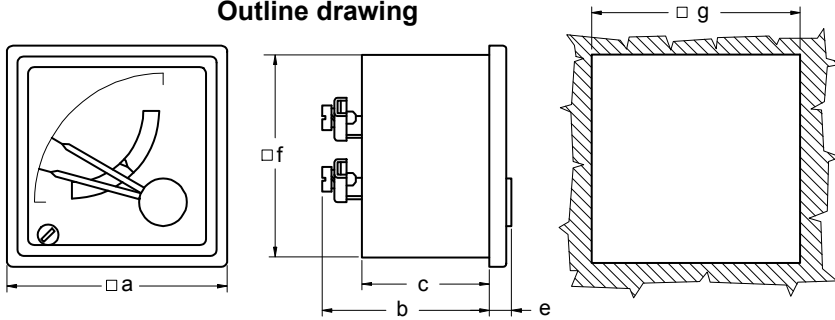 Outline drawing
□ g
□ f
□ a
c
b
e